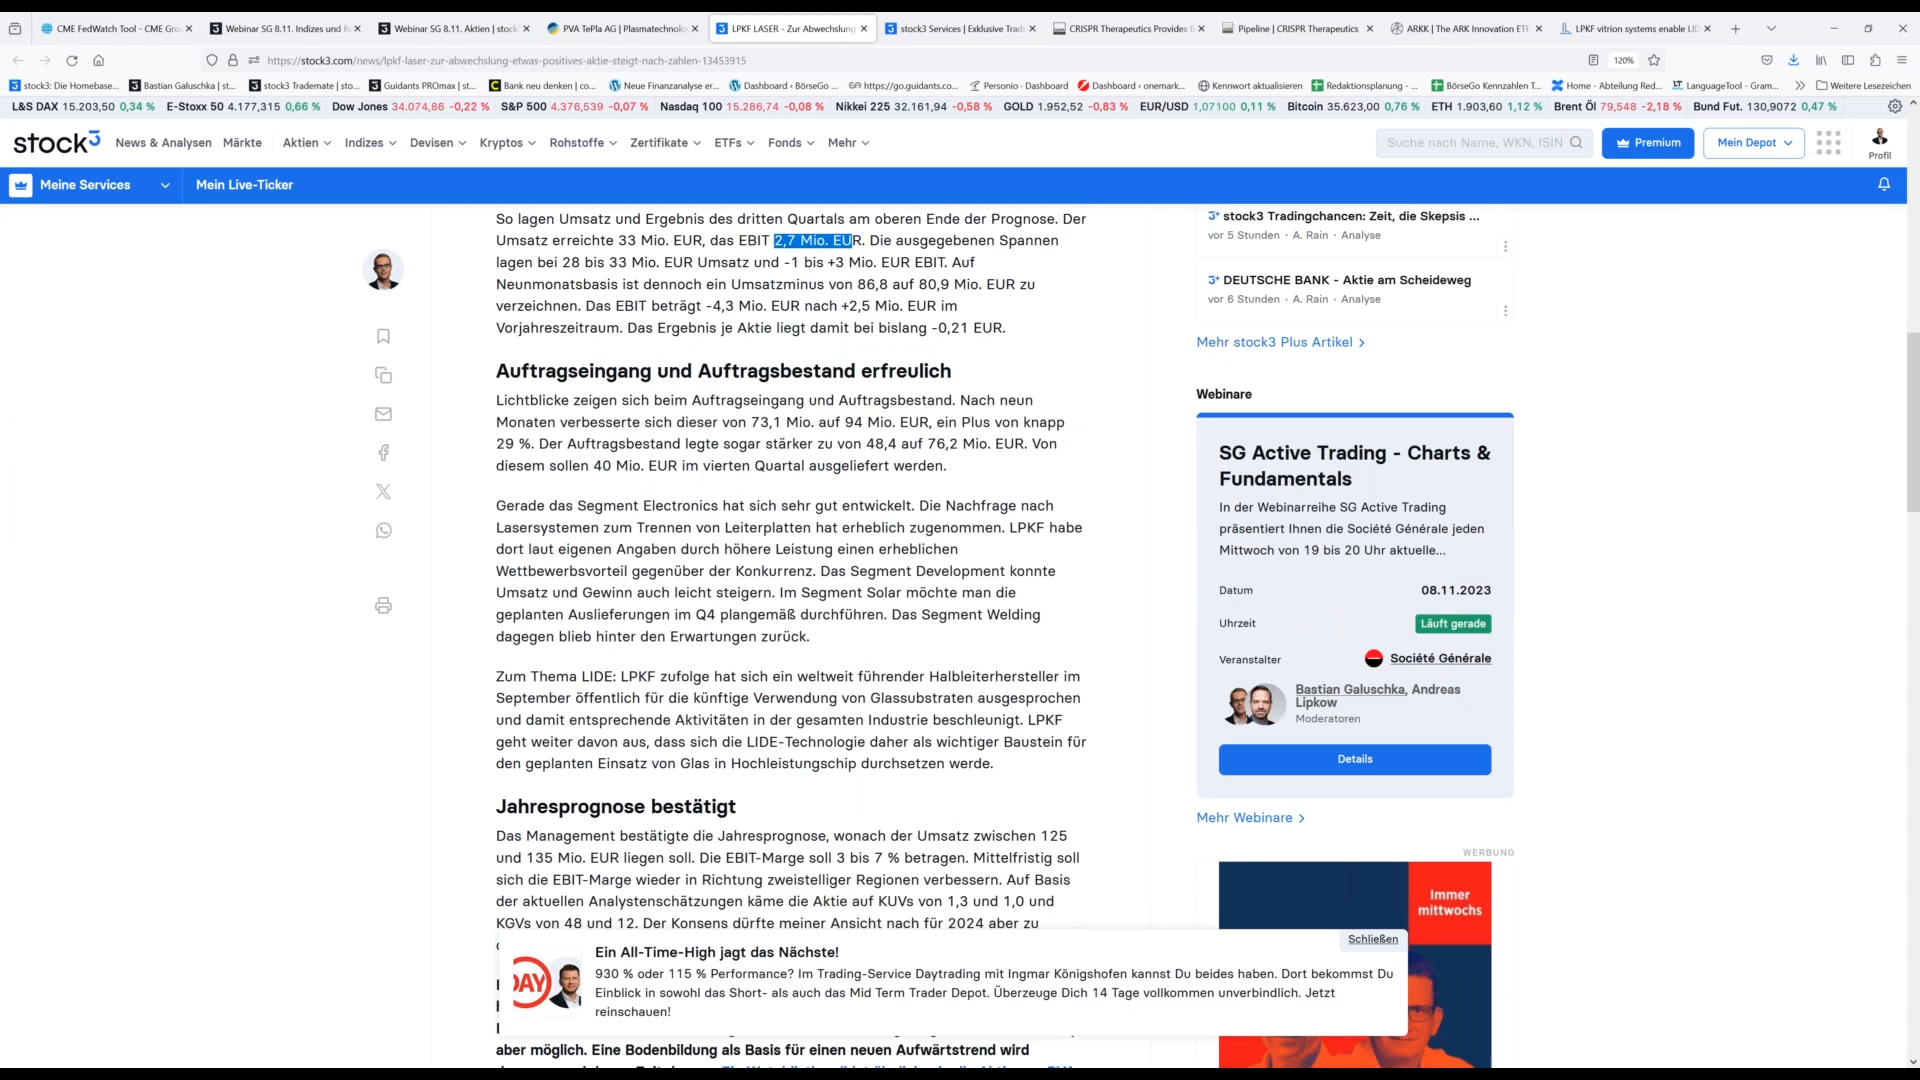 CME FedWatch Tool - CME Gro
Webinar SG 8.11. Indizes und R
Webinar SG 8.11. Aktien | stock
PVA TePla AG | Plasmatechnolo
LPKF LASER - Zur Abwechslung
stock3 Services | Exklusive Tradi
CRISPR Therapeutics Provides B
Pipeline | CRISPR Therapeutics
ARKK | The ARK Innovation ETF
LPKF vitrion systems enable LID
https://stock3.com/news/lpkf-laser-zur-abwechslung-etwas-positives-aktie-steigt-nach-zahlen-13453915
120%
stock3: Die Homebase...
Bastian Galuschka | st...
stock3 Trademate | sto...
Guidants PROmax | st...
Bank neu denken | co...
Neue Finanzanalyse er...
Dashboard ‹ BörseGo ...
https://go.guidants.co...
Personio · Dashboard
Dashboard ‹ onemark...
Kennwort aktualisieren
Redaktionsplanung - ...
BörseGo Kennzahlen T...
Home - Abteilung Red...
LanguageTool - Gram...
Weitere Lesezeichen
L&S DAX 15.203,50 0,34 % E-Stoxx 50 4.177,315 0,66 % Dow Jones 34.074,86 -0,22 % S&P 500 4.376,539 -0,07 % Nasdaq 100 15.286,74 -0,08 % Nikkei 225 32.161,94 -0,58 % GOLD 1.952,52 -0,83 % EUR/USD 1,07100 0,11 % Bitcoin 35.623,00 0,76 % ETH 1.903,60 1,12 % Brent Öl 79,548 -2,18 % Bund Fut. 130,9072 0,47 %
stock3 News & Analysen Märkte Aktien Indizes Devisen Kryptos Rohstoffe Zertifikate ETFs Fonds Mehr
Suche nach Name, WKN, ISIN
Premium
Mein Depot
Profil
Meine Services Mein Live-Ticker
So lagen Umsatz und Ergebnis des dritten Quartals am oberen Ende der Prognose. Der
Umsatz erreichte 33 Mio. EUR, das EBIT 2,7 Mio. EUR. Die ausgegebenen Spannen
lagen bei 28 bis 33 Mio. EUR Umsatz und -1 bis +3 Mio. EUR EBIT. Auf
Neunmonatsbasis ist dennoch ein Umsatzminus von 86,8 auf 80,9 Mio. EUR zu
verzeichnen. Das EBIT beträgt -4,3 Mio. EUR nach +2,5 Mio. EUR im
Vorjahreszeitraum. Das Ergebnis je Aktie liegt damit bei bislang -0,21 EUR.
Auftragseingang und Auftragsbestand erfreulich
Lichtblicke zeigen sich beim Auftragseingang und Auftragsbestand. Nach neun
Monaten verbesserte sich dieser von 73,1 Mio. auf 94 Mio. EUR, ein Plus von knapp
29 %. Der Auftragsbestand legte sogar stärker zu von 48,4 auf 76,2 Mio. EUR. Von
diesem sollen 40 Mio. EUR im vierten Quartal ausgeliefert werden.
Gerade das Segment Electronics hat sich sehr gut entwickelt. Die Nachfrage nach
Lasersystemen zum Trennen von Leiterplatten hat erheblich zugenommen. LPKF habe
dort laut eigenen Angaben durch höhere Leistung einen erheblichen
Wettbewerbsvorteil gegenüber der Konkurrenz. Das Segment Development konnte
Umsatz und Gewinn auch leicht steigern. Im Segment Solar möchte man die
geplanten Auslieferungen im Q4 plangemäß durchführen. Das Segment Welding
dagegen blieb hinter den Erwartungen zurück.
Zum Thema LIDE: LPKF zufolge hat sich ein weltweit führender Halbleiterhersteller im
September öffentlich für die künftige Verwendung von Glassubstraten ausgesprochen
und damit entsprechende Aktivitäten in der gesamten Industrie beschleunigt. LPKF
geht weiter davon aus, dass sich die LIDE-Technologie daher als wichtiger Baustein für
den geplanten Einsatz von Glas in Hochleistungschip durchsetzen werde.
Jahresprognose bestätigt
Das Management bestätigte die Jahresprognose, wonach der Umsatz zwischen 125
und 135 Mio. EUR liegen soll. Die EBIT-Marge soll 3 bis 7 % betragen. Mittelfristig soll
sich die EBIT-Marge wieder in Richtung zweistelliger Regionen verbessern. Auf Basis
der aktuellen Analystenschätzungen käme die Aktie auf KUVs von 1,3 und 1,0 und
KGVs von 48 und 12. Der Konsens dürfte meiner Ansicht nach für 2024 aber zu
aber möglich. Eine Bodenbildung als Basis für einen neuen Aufwärtstrend wird
stock3 Tradingchancen: Zeit, die Skepsis ...
vor 5 Stunden · A. Rain · Analyse
DEUTSCHE BANK - Aktie am Scheideweg
vor 6 Stunden · A. Rain · Analyse
Mehr stock3 Plus Artikel
Webinare
SG Active Trading - Charts &
Fundamentals
In der Webinarreihe SG Active Trading
präsentiert Ihnen die Société Générale jeden
Mittwoch von 19 bis 20 Uhr aktuelle...
Datum 08.11.2023
Uhrzeit Läuft gerade
Veranstalter Société Générale
Bastian Galuschka, Andreas
Lipkow
Moderatoren
Details
Mehr Webinare
WERBUNG
Immer
mittwochs
Schließen
DAY
Ein All-Time-High jagt das Nächste!
930 % oder 115 % Performance? Im Trading-Service Daytrading mit Ingmar Königshofen kannst Du beides haben. Dort bekommst Du
Einblick in sowohl das Short- als auch das Mid Term Trader Depot. Überzeuge Dich 14 Tage vollkommen unverbindlich. Jetzt
reinschauen!